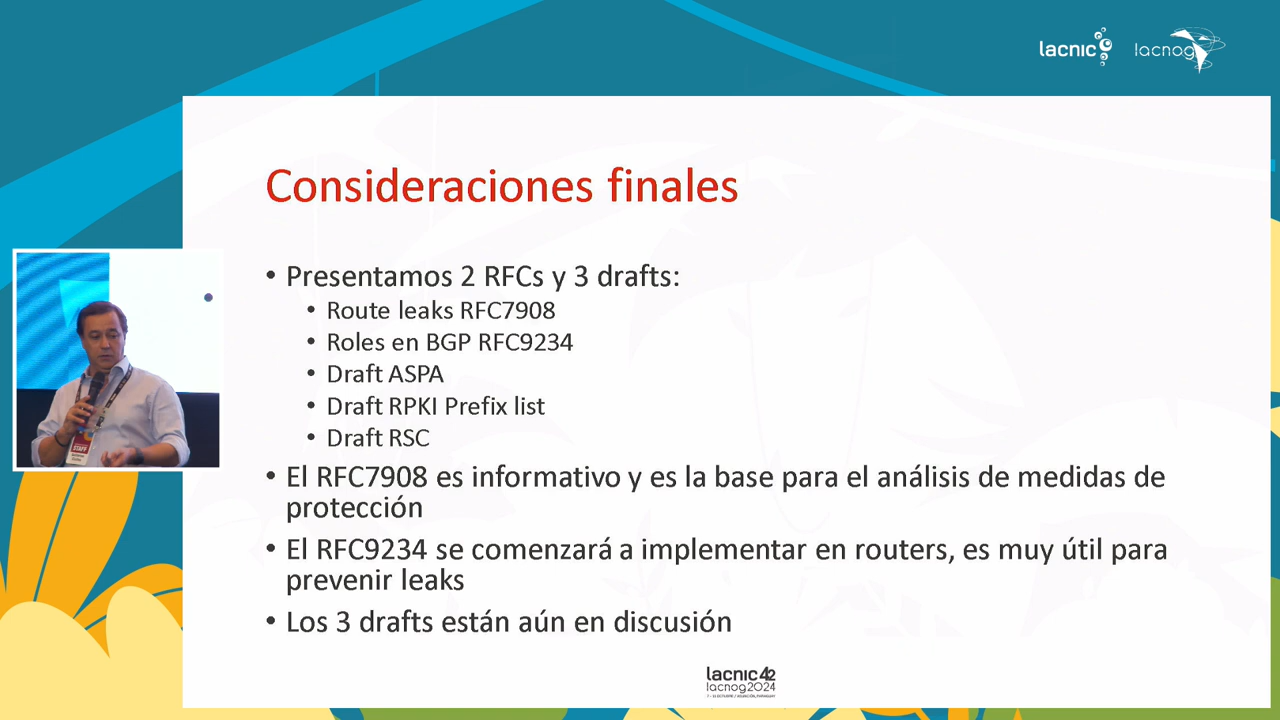 lacnic
lacnog
Consideraciones finales
• Presentamos 2 RFCs y 3 drafts:
• Route leaks RFC7908
• Roles en BGP RFC9234
• Draft ASPA
• Draft RPKI Prefix list
• Draft RSC
• El RFC7908 es informativo y es la base para el análisis de medidas de
protección
• El RFC9234 se comenzará a implementar en routers, es muy útil para
prevenir leaks
• Los 3 drafts están aún en discusión
STAFF
lacnic42
lacnog2024